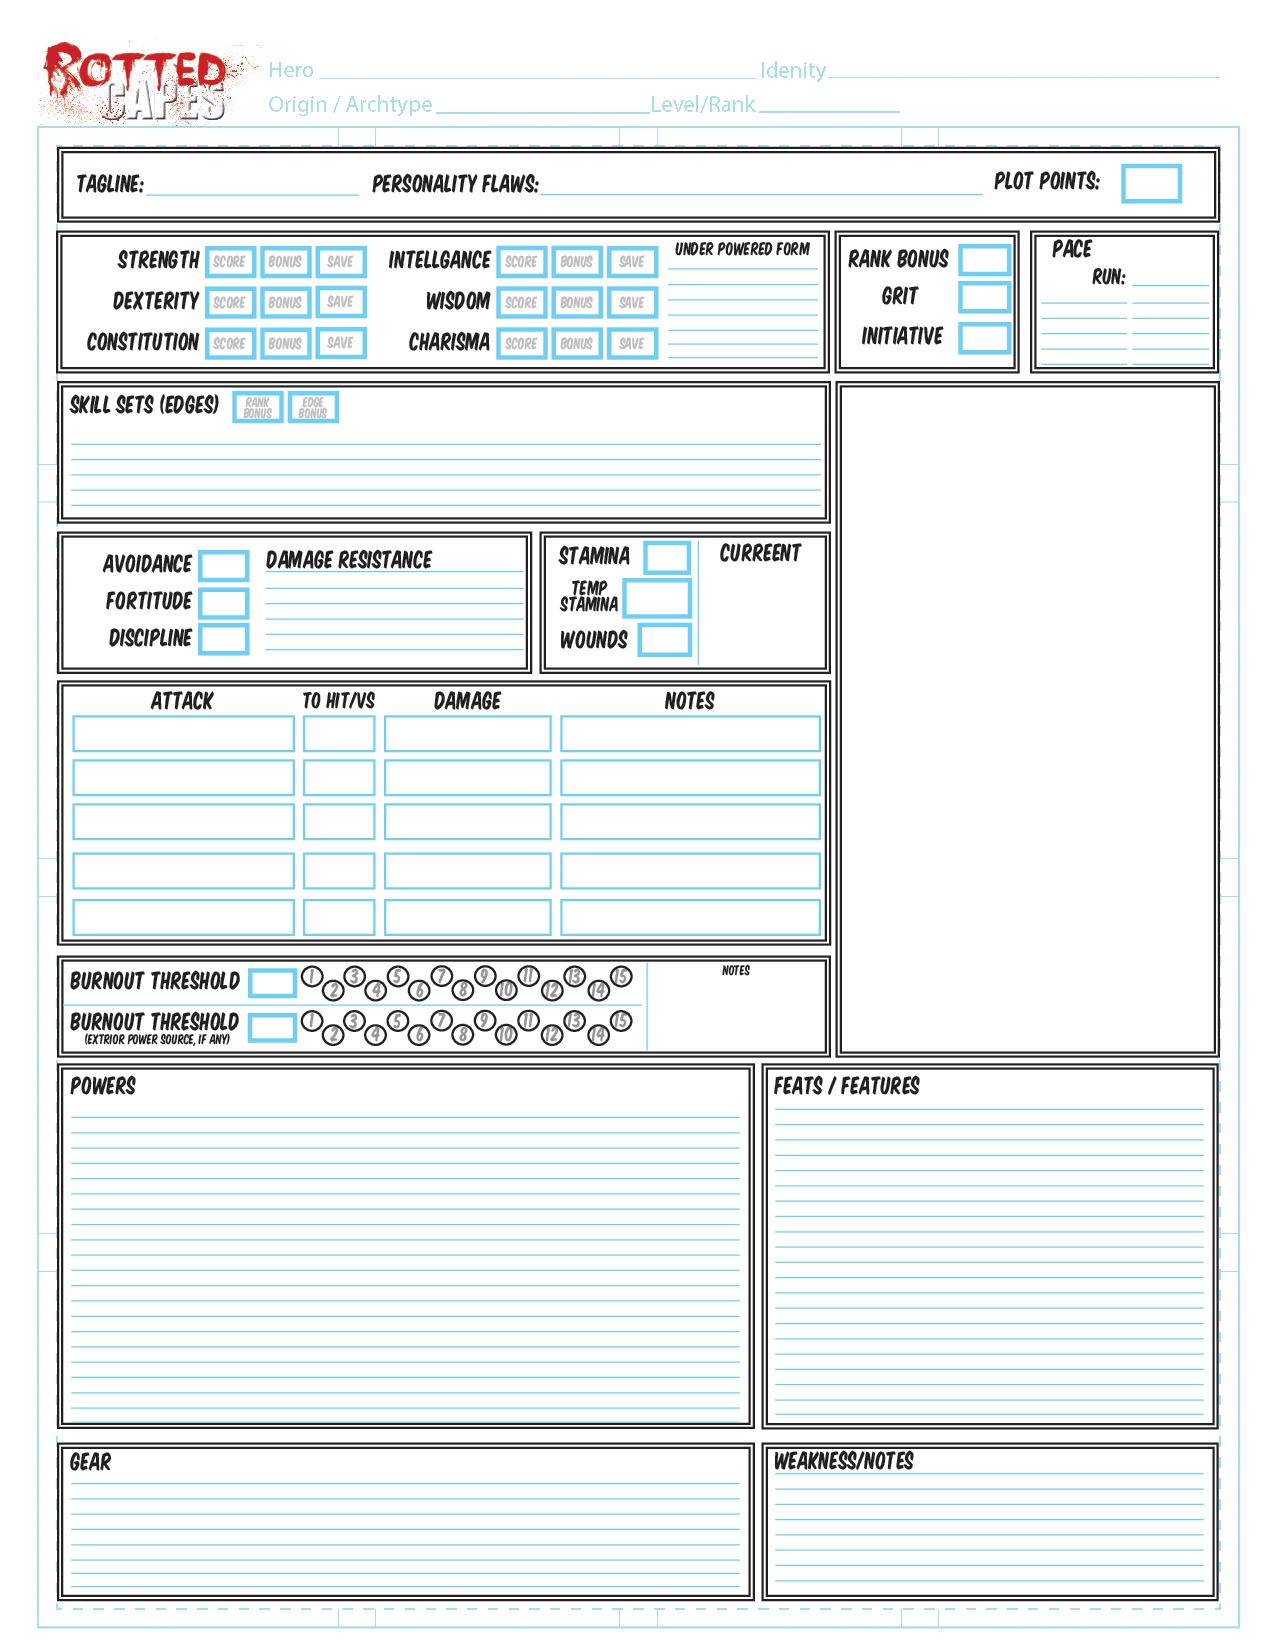 ROTTED
CAPES
Hero Idenity
Origin / Archtype Level/Rank
TAGLINE: PERSONALITY FLAWS: PLOT POINTS:
STRENGTH SCORE BONUS SAVE INTELLGANCE SCORE BONUS SAVE UNDER POWERED FORM
DEXTERITY SCORE BONUS SAVE WISDOM SCORE BONUS SAVE
CONSTITUTION SCORE BONUS SAVE CHARISMA SCORE BONUS SAVE
RANK BONUS
GRIT
INITIATIVE
PACE
RUN:
SKILL SETS (EDGES) RANK BONUS EDGE BONUS
AVOIDANCE DAMAGE RESISTANCE
FORTITUDE
DISCIPLINE
STAMINA CURREENT
TEMP
STAMINA
WOUNDS
ATTACK TO HIT/VS DAMAGE NOTES
BURNOUT THRESHOLD 1 2 3 4 5 6 7 8 9 10 11 12 13 14 15 NOTES
BURNOUT THRESHOLD 1 2 3 4 5 6 7 8 9 10 11 12 13 14 15
(EXTRIOR POWER SOURCE, IF ANY)
POWERS
FEATS / FEATURES
GEAR
WEAKNESS/NOTES